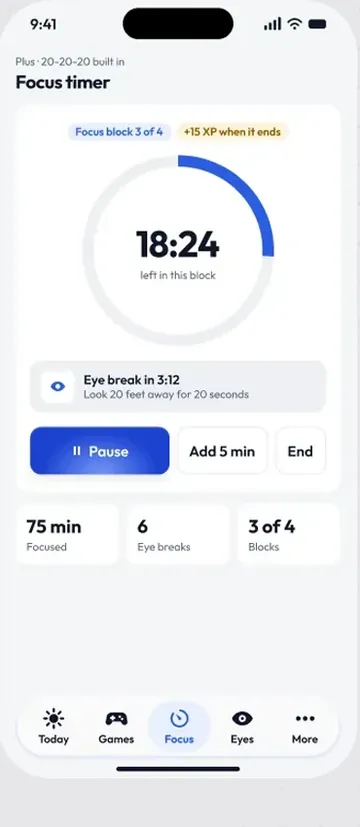 9:41
Plus · 20-20-20 built in
Focus timer
Focus block 3 of 4
+15 XP when it ends
18:24
left in this block
Eye break in 3:12
Look 20 feet away for 20 seconds
Pause
Add 5 min
End
75 min
Focused
6
Eye breaks
3 of 4
Blocks
Today
Games
Focus
Eyes
More